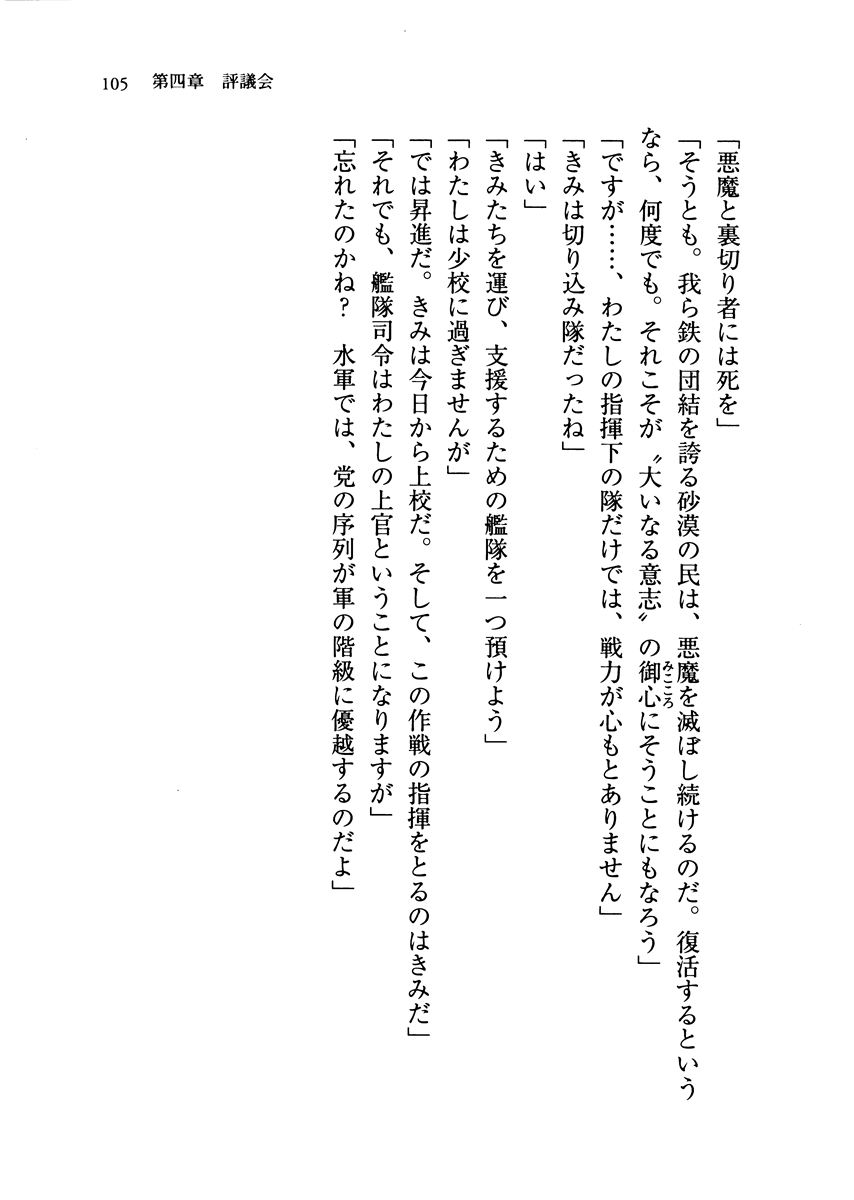 105　第四章　評議会
「悪魔と裏切り者には死を」
「そうとも。我ら鉄の団結を誇る砂漠の民は、悪魔を滅ぼし続けるのだ。復活するという
なら、何度でも。それこそが〝大いなる意志〟の御心にそうことにもなろう」
みこころ
「ですが……、わたしの指揮下の隊だけでは、戦力が心もとありません」
「きみは切り込み隊だったね」
「はい」
「きみたちを運び、支援するための艦隊を一つ預けよう」
「わたしは少校に過ぎませんが」
「では昇進だ。きみは今日から上校だ。そして、この作戦の指揮をとるのはきみだ」
「それでも、艦隊司令はわたしの上官ということになりますが」
「忘れたのかね？　水軍では、党の序列が軍の階級に優越するのだよ」